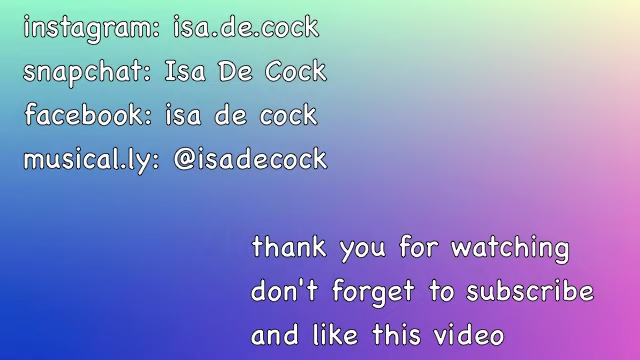 instagram: isa.de.cock
snapchat: Isa De Cock
facebook: isa de cock
musical.ly: @isadecock
thank you for watching
don't forget to subscribe
and like this video